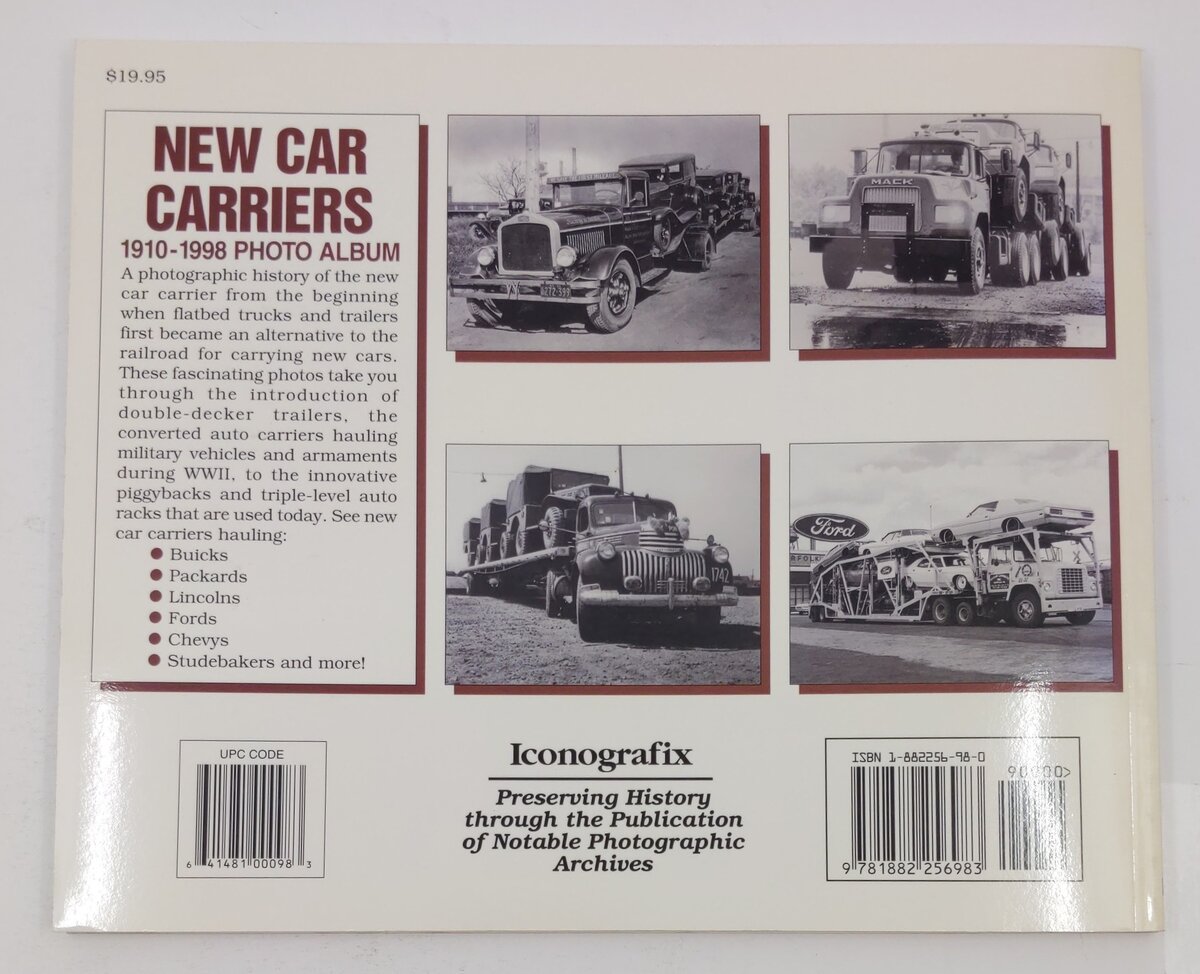 $19.95
NEW CAR
CARRIERS
1910-1998 PHOTO ALBUM
A photographic history of the new
car carrier from the beginning
when flatbed trucks and trailers
first became an alternative to the
railroad for carrying new cars.
These fascinating photos take you
through the introduction of
double-decker trailers, the
converted auto carriers hauling
military vehicles and armaments
during WWII, to the innovative
piggybacks and triple-level auto
racks that are used today. See new
car carriers hauling:
Buicks
Packards
Lincolns
Fords
Chevys
Studebakers and more!
MACK
1742
Ford
UPC CODE
6 41481 00098 3
Iconografix
Preserving History
through the Publication
of Notable Photographic
Archives
ISBN 1-882256-98-0
90000>
9 781882 256983